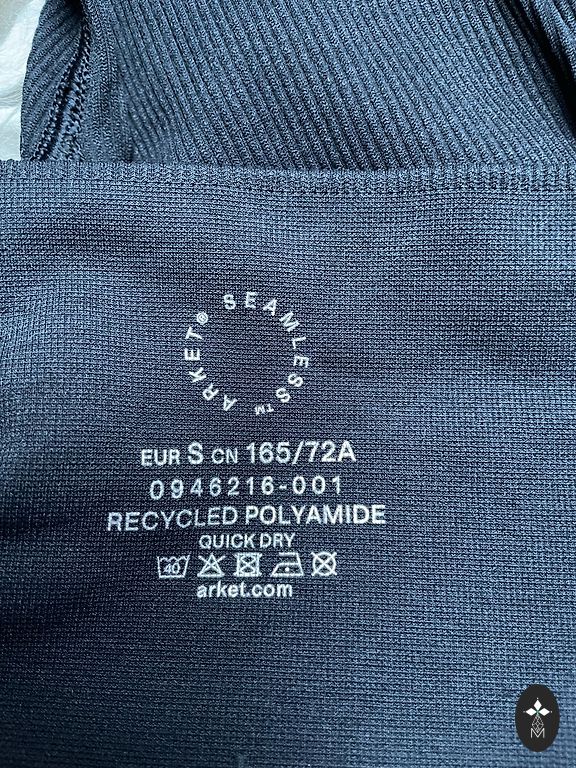 SEAMLESS™ ARKET®
EUR S CN 165/72A
0946216-001
RECYCLED POLYAMIDE
QUICK DRY
40
arket.com
M